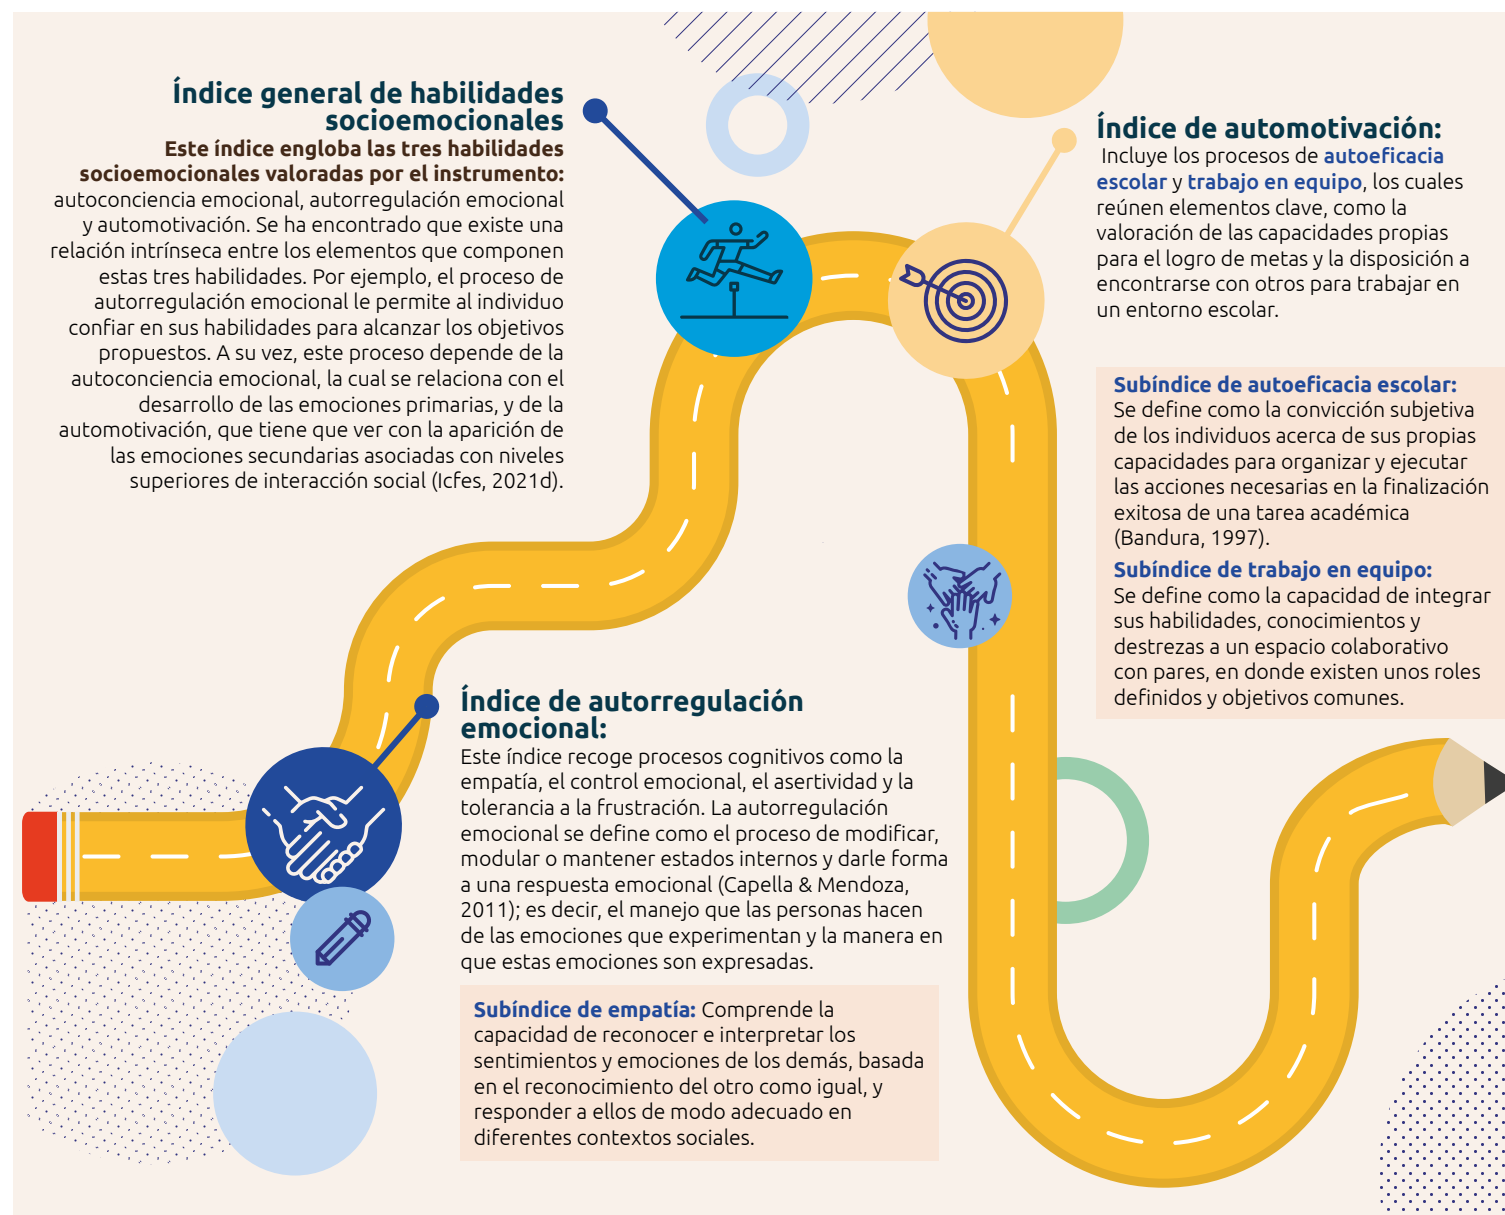 Índice general de habilidades
socioemocionales
Este índice engloba las tres habilidades
socioemocionales valoradas por el instrumento:
autoconciencia emocional, autorregulación emocional
y automotivación. Se ha encontrado que existe una
relación intrínseca entre los elementos que componen
estas tres habilidades. Por ejemplo, el proceso de
autorregulación emocional le permite al individuo
confiar en sus habilidades para alcanzar los objetivos
propuestos. A su vez, este proceso depende de la
autoconciencia emocional, la cual se relaciona con el
desarrollo de las emociones primarias, y de la
automotivación, que tiene que ver con la aparición de
las emociones secundarias asociadas con niveles
superiores de interacción social (Icfes, 2021d).
Índice de automotivación:
Incluye los procesos de autoeficacia
escolar y trabajo en equipo, los cuales
reúnen elementos clave, como la
valoración de las capacidades propias
para el logro de metas y la disposición a
encontrarse con otros para trabajar en
un entorno escolar.
Subíndice de autoeficacia escolar:
Se define como la convicción subjetiva
de los individuos acerca de sus propias
capacidades para organizar y ejecutar
las acciones necesarias en la finalización
exitosa de una tarea académica
(Bandura, 1997).
Subíndice de trabajo en equipo:
Se define como la capacidad de integrar
sus habilidades, conocimientos y
destrezas a un espacio colaborativo
con pares, en donde existen unos roles
definidos y objetivos comunes.
Índice de autorregulación
emocional:
Este índice recoge procesos cognitivos como la
empatía, el control emocional, el asertividad y la
tolerancia a la frustración. La autorregulación
emocional se define como el proceso de modificar,
modular o mantener estados internos y darle forma
a una respuesta emocional (Capella & Mendoza,
2011); es decir, el manejo que las personas hacen
de las emociones que experimentan y la manera en
que estas emociones son expresadas.
Subíndice de empatía: Comprende la
capacidad de reconocer e interpretar los
sentimientos y emociones de los demás, basada
en el reconocimiento del otro como igual, y
responder a ellos de modo adecuado en
diferentes contextos sociales.